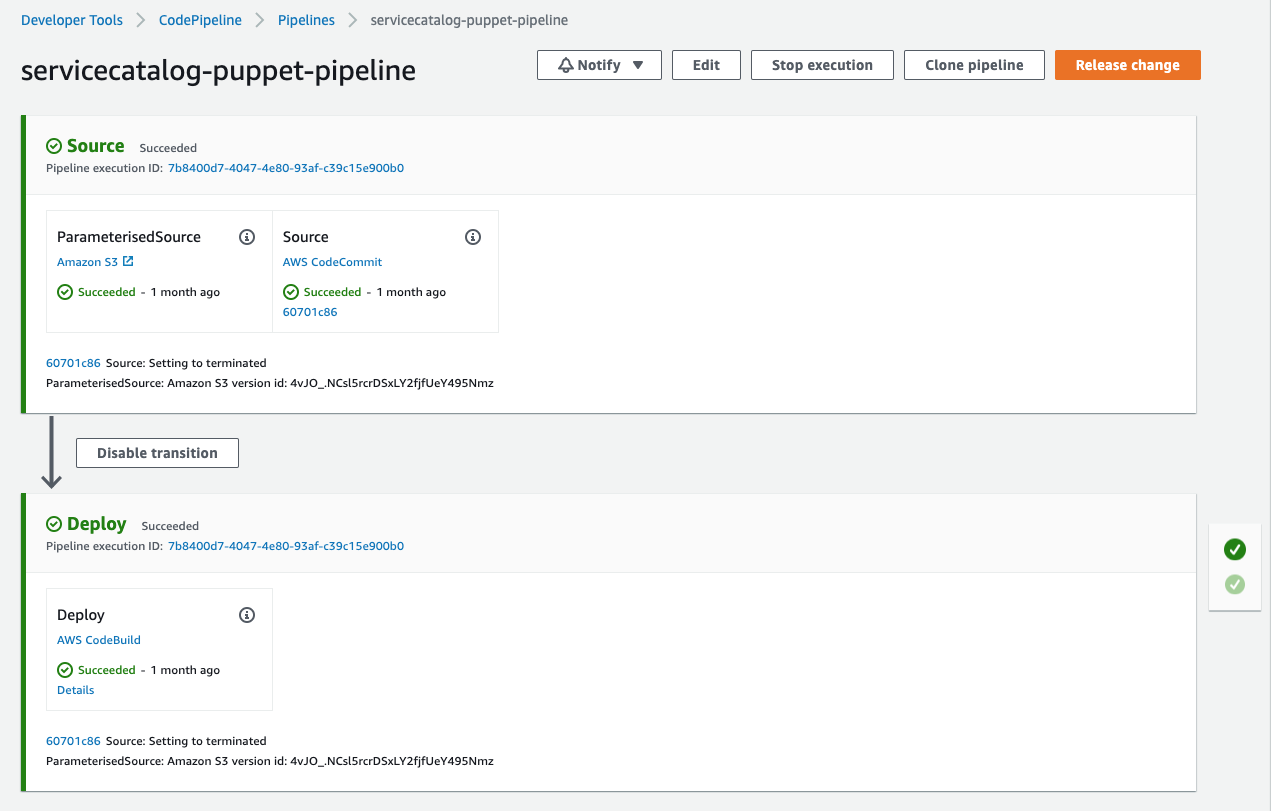 Developer Tools > CodePipeline > Pipelines > servicecatalog-puppet-pipeline
servicecatalog-puppet-pipeline
Notify ▼ Edit Stop execution Clone pipeline Release change
Source Succeeded
Pipeline execution ID: 7b8400d7-4047-4e80-93af-c39c15e900b0
ParameterisedSource
Amazon S3
Succeeded - 1 month ago
Source
AWS CodeCommit
Succeeded - 1 month ago
60701c86
60701c86 Source: Setting to terminated
ParameterisedSource: Amazon S3 version id: 4vJO_.NCsl5rcrDSxLY2fjfUeY495Nmz
Disable transition
Deploy Succeeded
Pipeline execution ID: 7b8400d7-4047-4e80-93af-c39c15e900b0
Deploy
AWS CodeBuild
Succeeded - 1 month ago
Details
60701c86 Source: Setting to terminated
ParameterisedSource: Amazon S3 version id: 4vJO_.NCsl5rcrDSxLY2fjfUeY495Nmz